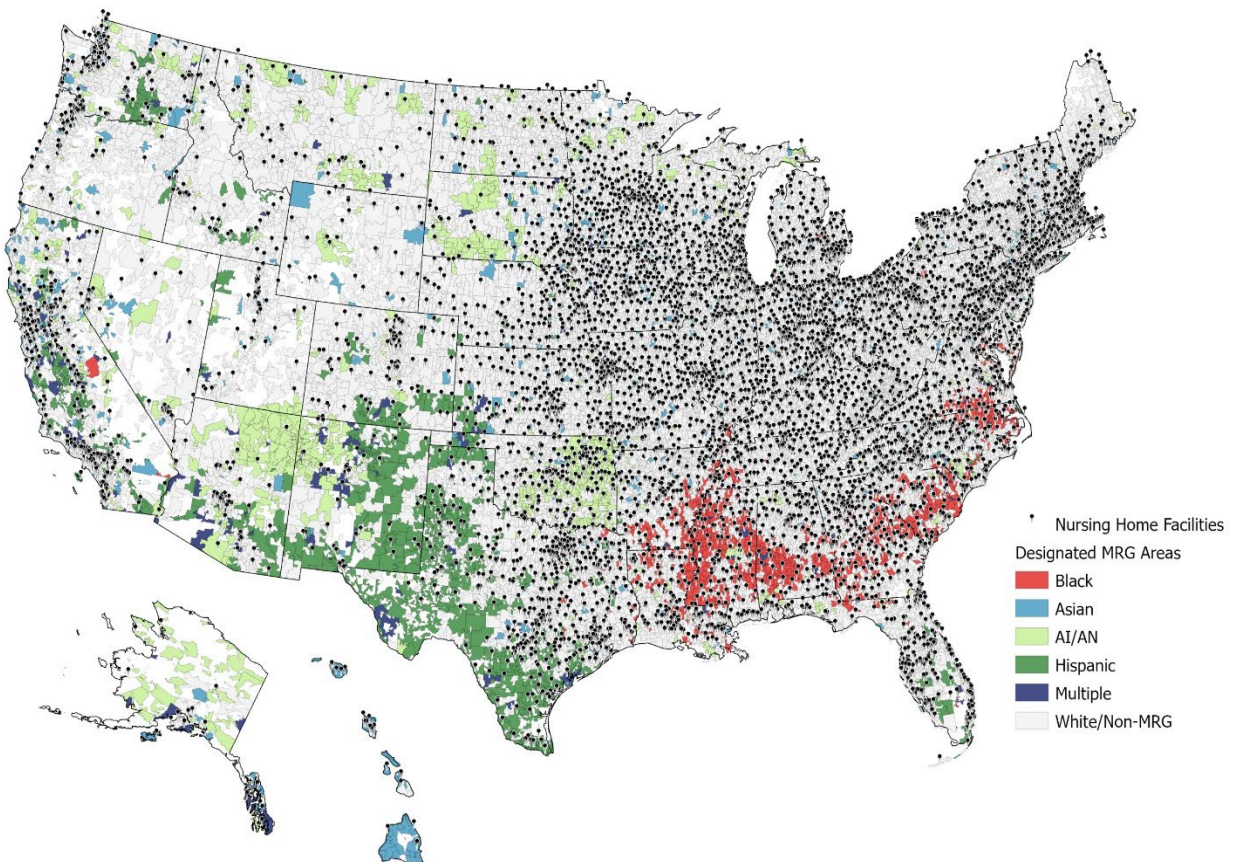 Nursing Home Facilities
Designated MRG Areas
Black
Asian
AI/AN
Hispanic
Multiple
White/Non-MRG